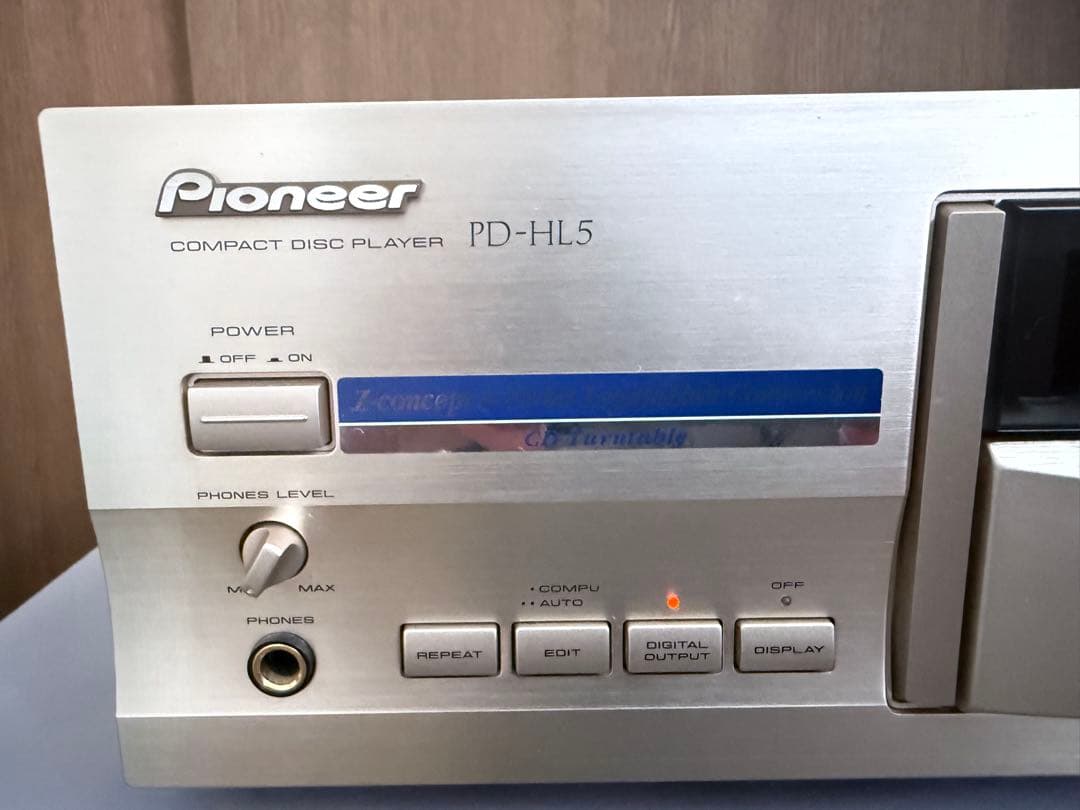 Pioneer
COMPACT DISC PLAYER PD-HL5
POWER
OFF ON
Z-concept
CD Turntable
PHONES LEVEL
MAX
PHONES
• COMPU
•• AUTO
OFF
REPEAT
EDIT
DIGITAL
OUTPUT
DISPLAY